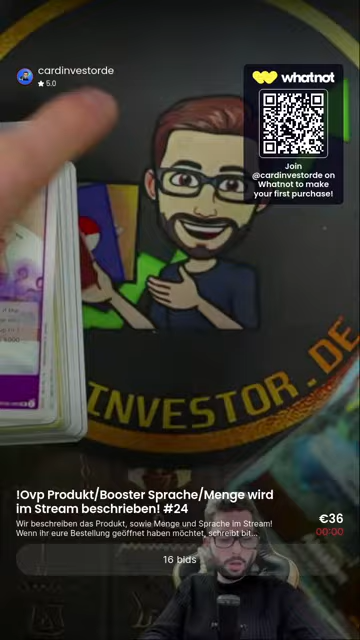 cardinvestorde
5.0
whatnot
Join
@cardinvestorde on
Whatnot to make
your first purchase!
INVESTOR.DE
!Ovp Produkt/Booster Sprache/Menge wird
im Stream beschrieben! #24
€36
Wir beschreiben das Produkt, sowie Menge und Sprache im Stream!
00:00
Wenn ihr eure Bestellung geöffnet haben möchtet, schreibt bit...
16 bids